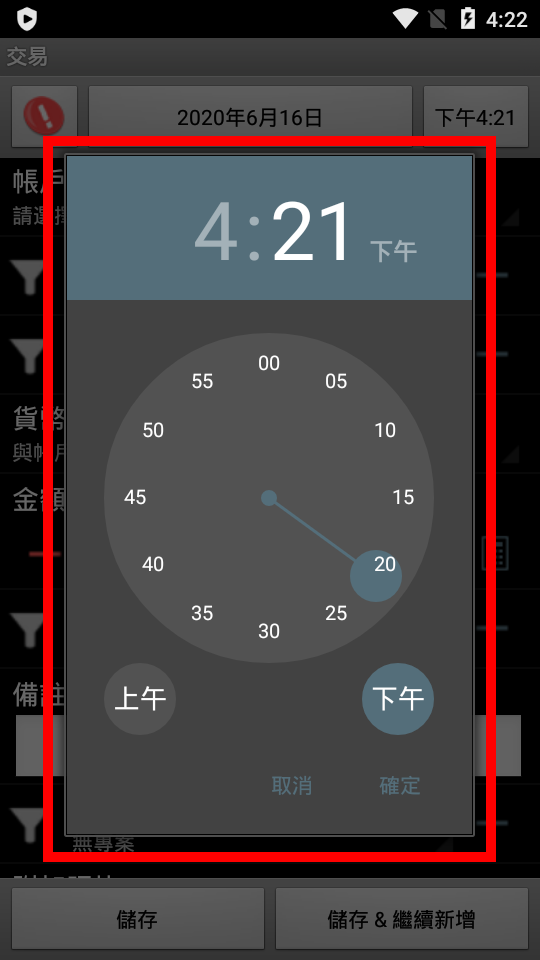 4:22
交易
2020年6月16日
下午4:21
帳戶
4:21 下午
00
55 05
50 10
45 15
40 20
35 25
30
貨幣
與帳戶
金額
上午 下午
備註
取消 確定
無專案
儲存
儲存 & 繼續新增